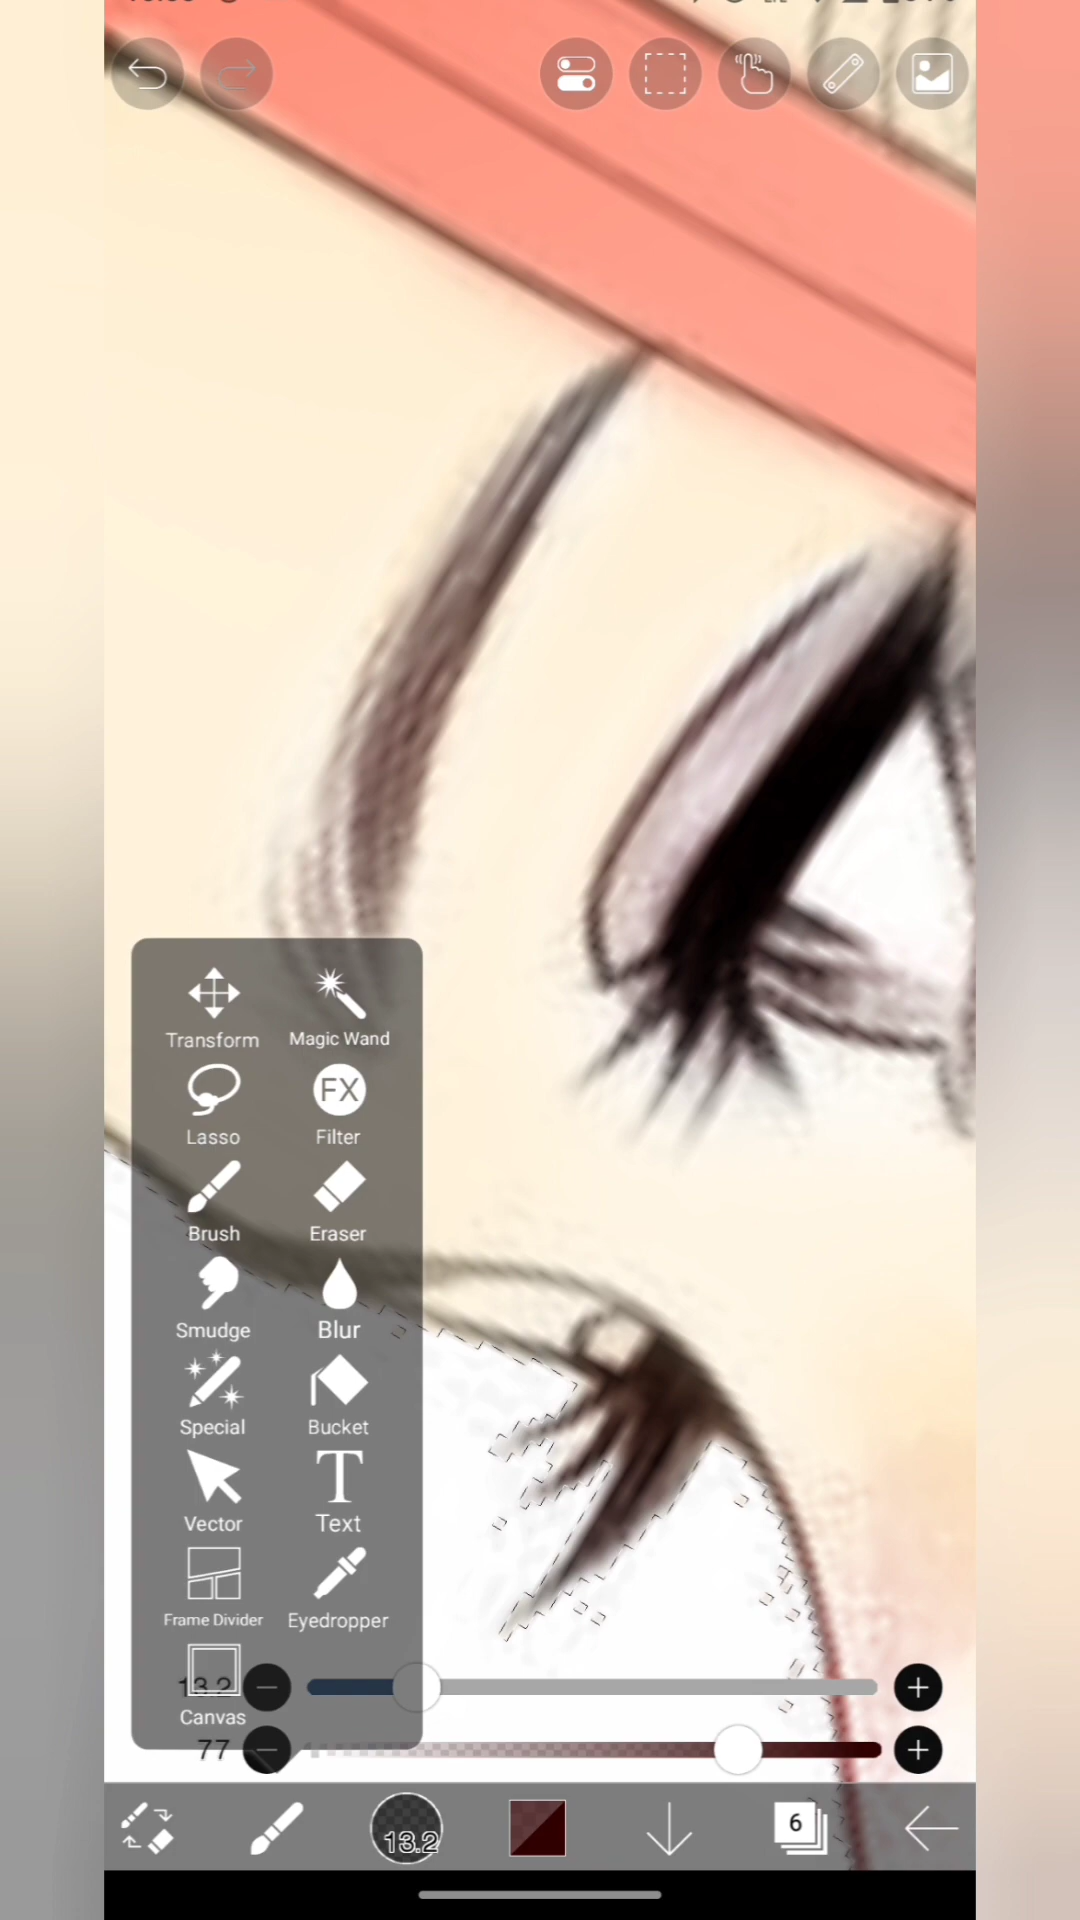 Transform Magic Wand
Lasso Filter
FX
Brush Eraser
Smudge Blur
Special Bucket
Vector Text
Frame Divider Eyedropper
13.2
Canvas
77
13.2
6